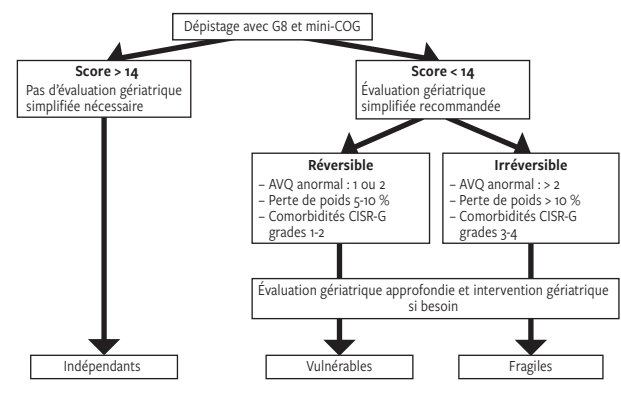 Dépistage avec G8 et mini-COG
Score > 14
Pas d'évaluation gériatrique
simplifiée nécessaire
Score < 14
Évaluation gériatrique
simplifiée recommandée
Réversible
– AVQ anormal : 1 ou 2
– Perte de poids 5-10 %
– Comorbidités CISR-G
grades 1-2
Irréversible
– AVQ anormal : > 2
– Perte de poids > 10 %
– Comorbidités CISR-G
grades 3-4
Évaluation gériatrique approfondie et intervention gériatrique
si besoin
Indépendants
Vulnérables
Fragiles